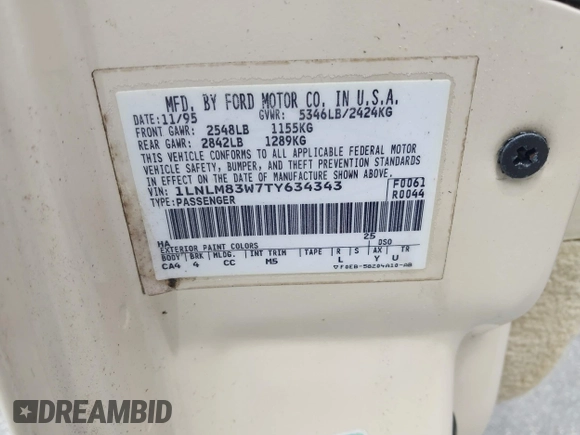 MFD. BY FORD MOTOR CO. IN U.S.A.
DATE: 11/95 GVWR: 5346LB/2424KG
FRONT GAWR: 2548LB 1155KG
REAR GAWR: 2842LB 1289KG
THIS VEHICLE CONFORMS TO ALL APPLICABLE FEDERAL MOTOR
VEHICLE SAFETY, BUMPER, AND THEFT PREVENTION STANDARDS
IN EFFECT ON THE DATE OF MANUFACTURE SHOWN ABOVE.
VIN: 1LNLM83W7TY634343 F0061
TYPE: PASSENGER R0044
MA 25
EXTERIOR PAINT COLORS DSO
BODY BRK MLDG. INT TRIM TAPE R S AX TR
CA4 4 CC M5 L Y U
DREAMBID